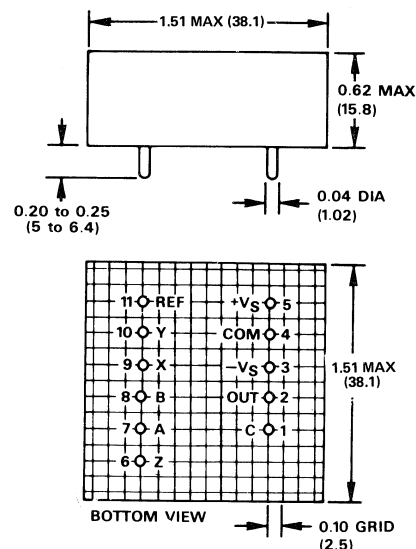 1.51 MAX (38.1)
0.62 MAX
(15.8)
0.20 to 0.25
(5 to 6.4)
0.04 DIA
(1.02)
11 REF +VS 5
10 Y COM 4
9 X −VS 3
8 B OUT 2
7 A C 1
6 Z
1.51 MAX
(38.1)
BOTTOM VIEW
0.10 GRID
(2.5)